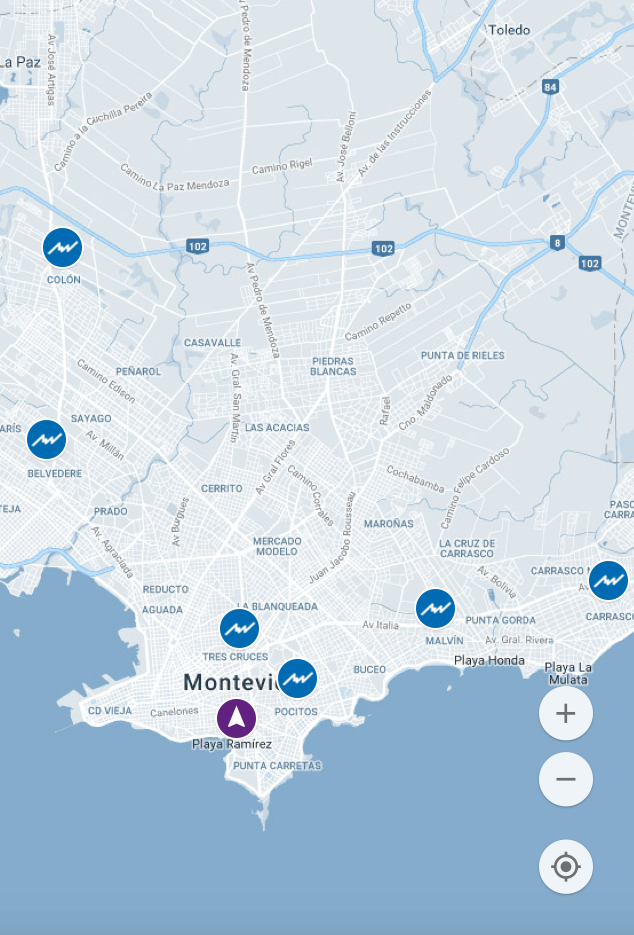 Toledo
La Paz
Av José Artigas
Av Pedro de Mendoza
84
Camino a la Cuchilla Pereira
Av José Belloni
Av. de las Instrucciones
Camino Rigel
Camino La Paz Mendoza
MONTEV
102
102
8
102
COLÓN
Av Pedro de Mendoza
Camino Repetto
CASAVALLE
PIEDRAS
BLANCAS
PUNTA DE RIELES
PEÑAROL
Camino Edison
Av. Gral. San Martín
Rafael
Cno. Maldonado
SAYAGO
Av. Millán
LAS ACACIAS
ARÍS
BELVEDERE
Av Gral Flores
Camino Corrales
Cochabamba
Camino Felipe Cardoso
CERRITO
TEJA
PRADO
Av Burgues
Juan Jacobo Rousseau
MAROÑAS
PASO
CARRA
Av. Agraciada
MERCADO
MODELO
LA CRUZ DE
CARRASCO
Av. Bolivia
CARRASCO N
Av
REDUCTO
AGUADA
LA BLANQUEADA
Av Italia
PUNTA GORDA
CARRASCO
MALVÍN
Av. Gral. Rivera
TRES CRUCES
Playa Honda
BUCEO
Playa La
Mulata
Montevi
CD VIEJA
Canelones
POCITOS
Playa Ramírez
PUNTA CARRETAS